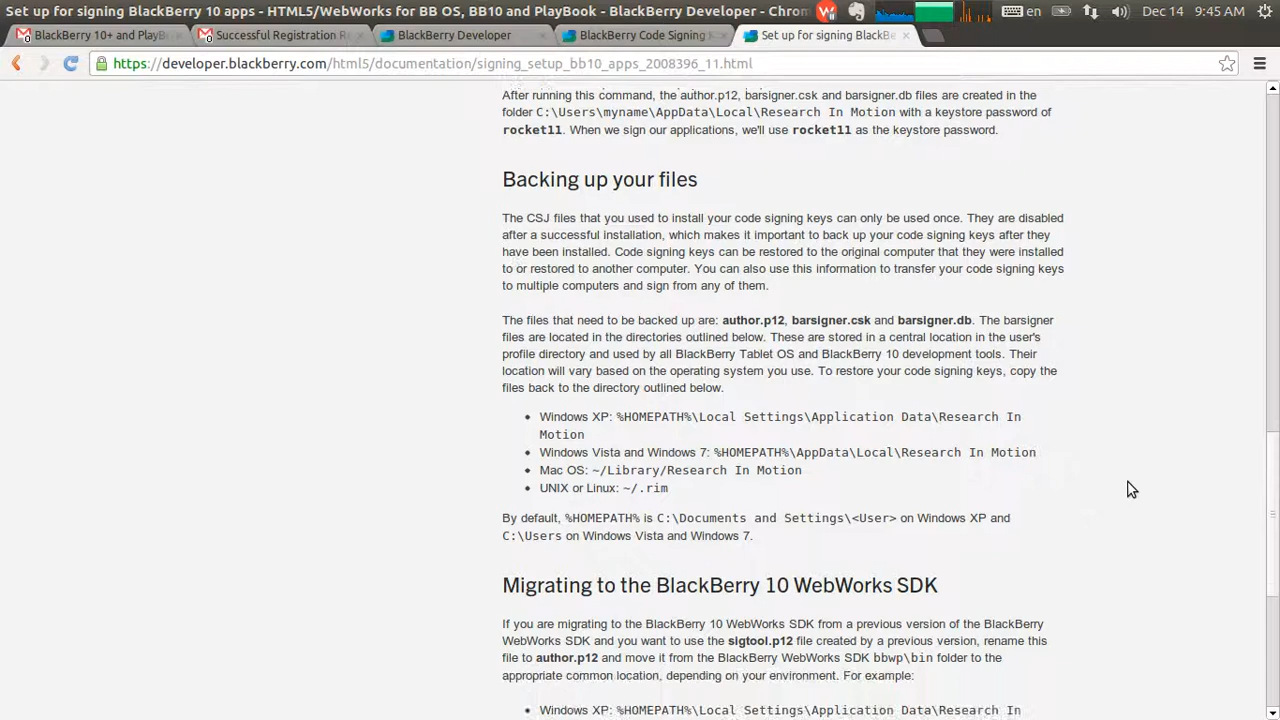 Set up for signing BlackBerry 10 apps - HTML5/WebWorks for BB OS, BB10 and PlayBook - BlackBerry Developer - Chrom
en
Dec 14
9:45 AM
BlackBerry 10+ and PlayB
Successful Registration R
BlackBerry Developer
BlackBerry Code Signing
Set up for signing BlackBe
https://developer.blackberry.com/html5/documentation/signing_setup_bb10_apps_2008396_11.html
After running this command, the author.p12, barsigner.csk and barsigner.db files are created in the
folder C:\Users\myname\AppData\Local\Research In Motion with a keystore password of
rocket11. When we sign our applications, we'll use rocket11 as the keystore password.
Backing up your files
The CSJ files that you used to install your code signing keys can only be used once. They are disabled
after a successful installation, which makes it important to back up your code signing keys after they
have been installed. Code signing keys can be restored to the original computer that they were installed
to or restored to another computer. You can also use this information to transfer your code signing keys
to multiple computers and sign from any of them.
The files that need to be backed up are: author.p12, barsigner.csk and barsigner.db. The barsigner
files are located in the directories outlined below. These are stored in a central location in the user's
profile directory and used by all BlackBerry Tablet OS and BlackBerry 10 development tools. Their
location will vary based on the operating system you use. To restore your code signing keys, copy the
files back to the directory outlined below.
• Windows XP: %HOMEPATH%\Local Settings\Application Data\Research In
Motion
• Windows Vista and Windows 7: %HOMEPATH%\AppData\Local\Research In Motion
• Mac OS: ~/Library/Research In Motion
• UNIX or Linux: ~/.rim
By default, %HOMEPATH% is C:\Documents and Settings\<User> on Windows XP and
C:\Users on Windows Vista and Windows 7.
Migrating to the BlackBerry 10 WebWorks SDK
If you are migrating to the BlackBerry 10 WebWorks SDK from a previous version of the BlackBerry
WebWorks SDK and you want to use the sigtool.p12 file created by a previous version, rename this
file to author.p12 and move it from the BlackBerry WebWorks SDK bbwp\bin folder to the
appropriate common location, depending on your environment. For example:
• Windows XP: %HOMEPATH%\Local Settings\Application Data\Research In